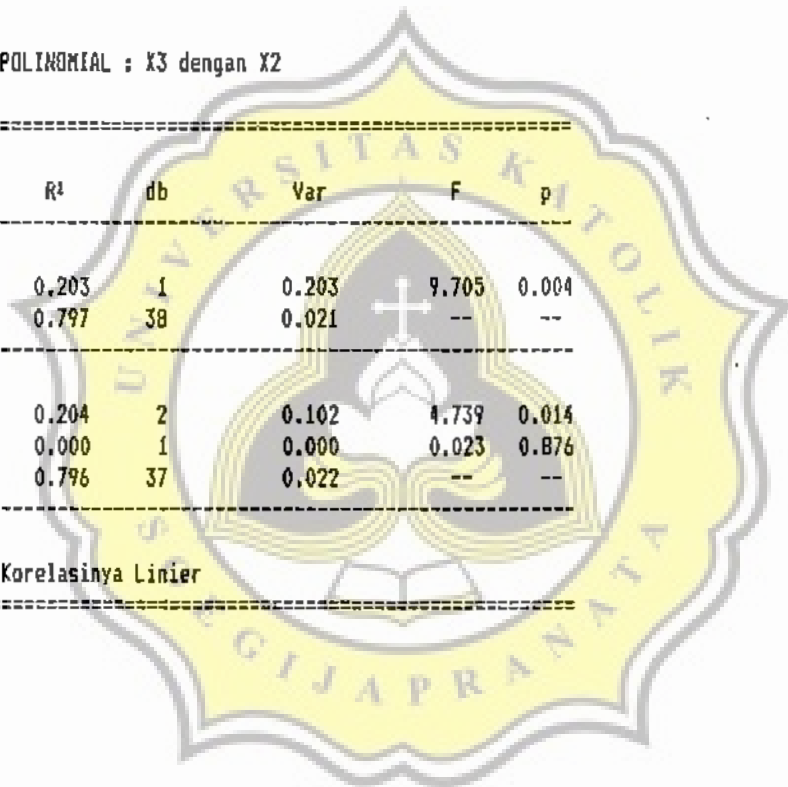 POLINOMIAL : X3 dengan X2
R² db Var F p
0.203 1 0.203 9.705 0.004
0.797 38 0.021 -- --
0.204 2 0.102 4.739 0.014
0.000 1 0.000 0.023 0.876
0.796 37 0.022 -- --
Korelasinya Linier
UNIVERSITAS KATOLIK
SOEGIJAPRANATA